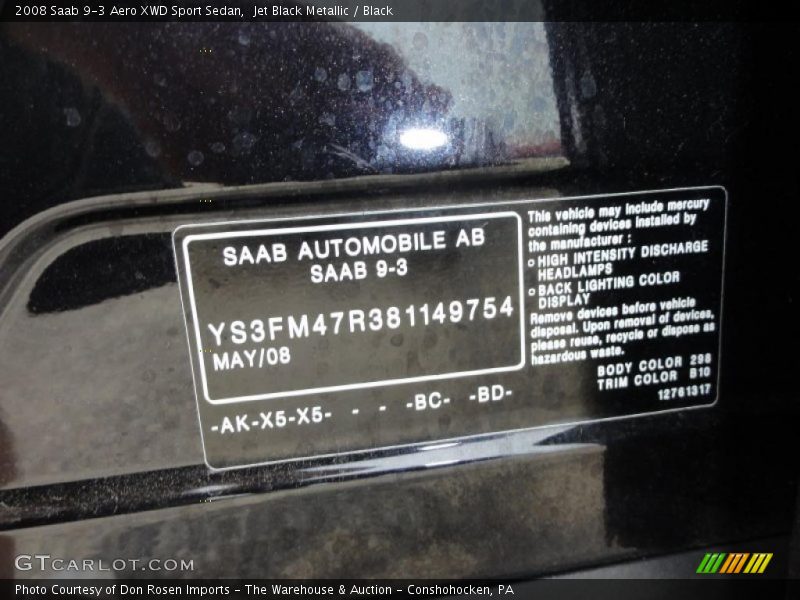 2008 Saab 9-3 Aero XWD Sport Sedan,  Jet Black Metallic / Black
SAAB AUTOMOBILE AB
SAAB 9-3
YS3FM47R381149754
MAY/08
-AK-X5-X5-  -  -  -BC-  -BD-
This vehicle may include mercury
containing devices installed by
the manufacturer :
o HIGH INTENSITY DISCHARGE
HEADLAMPS
o BACK LIGHTING COLOR
DISPLAY
Remove devices before vehicle
disposal. Upon removal of devices,
please reuse, recycle or dispose as
hazardous waste.
BODY COLOR 298
TRIM COLOR B10
12761317
GTCARLOT.COM
Photo Courtesy of Don Rosen Imports - The Warehouse & Auction - Conshohocken, PA